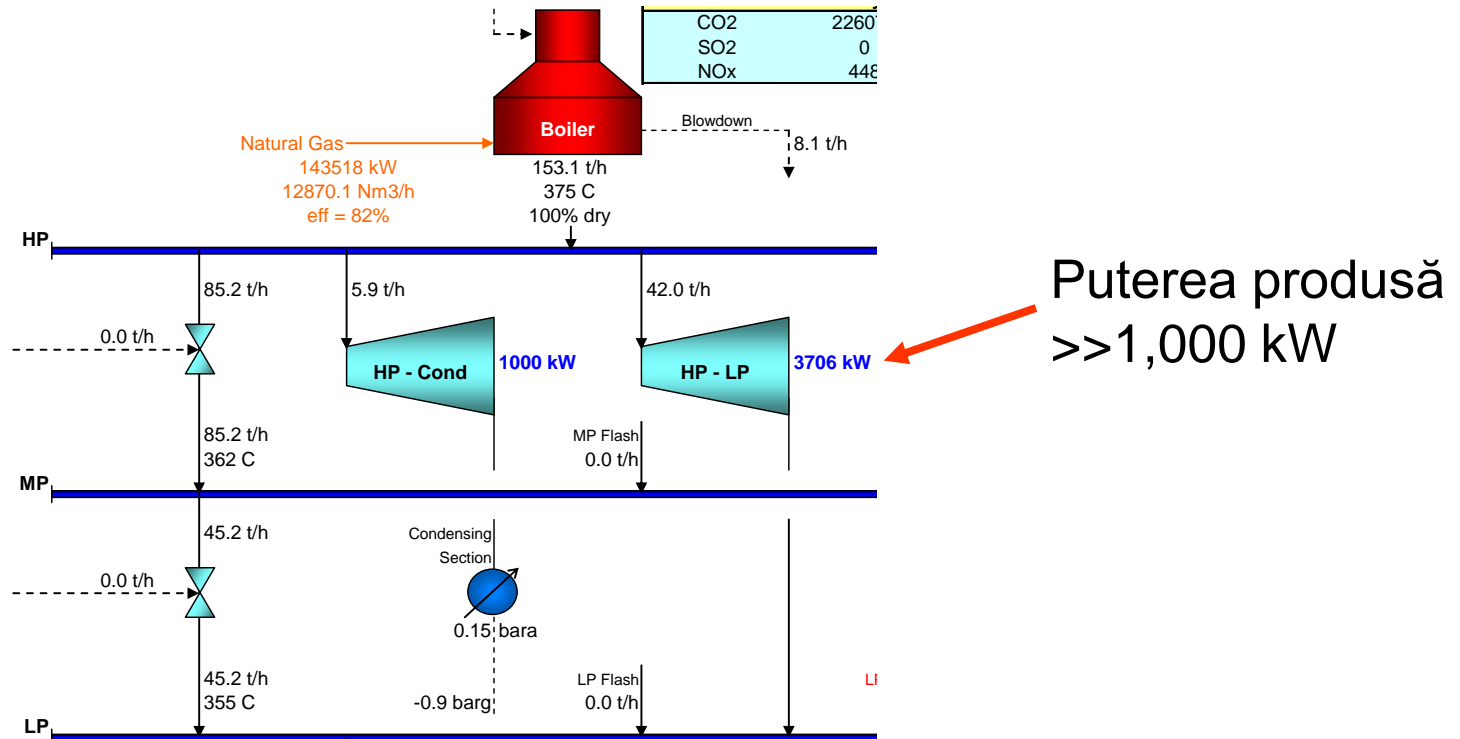 CO2 2260
SO2 0
NOx 448
Boiler
Blowdown
8.1 t/h
Natural Gas
143518 kW
12870.1 Nm3/h
eff = 82%
153.1 t/h
375 C
100% dry
HP
85.2 t/h
5.9 t/h
42.0 t/h
0.0 t/h
HP - Cond
1000 kW
HP - LP
3706 kW
Puterea produsă
>>1,000 kW
85.2 t/h
362 C
MP Flash
0.0 t/h
MP
45.2 t/h
Condensing
Section
0.0 t/h
0.15 bara
45.2 t/h
355 C
-0.9 barg
LP Flash
0.0 t/h
LP